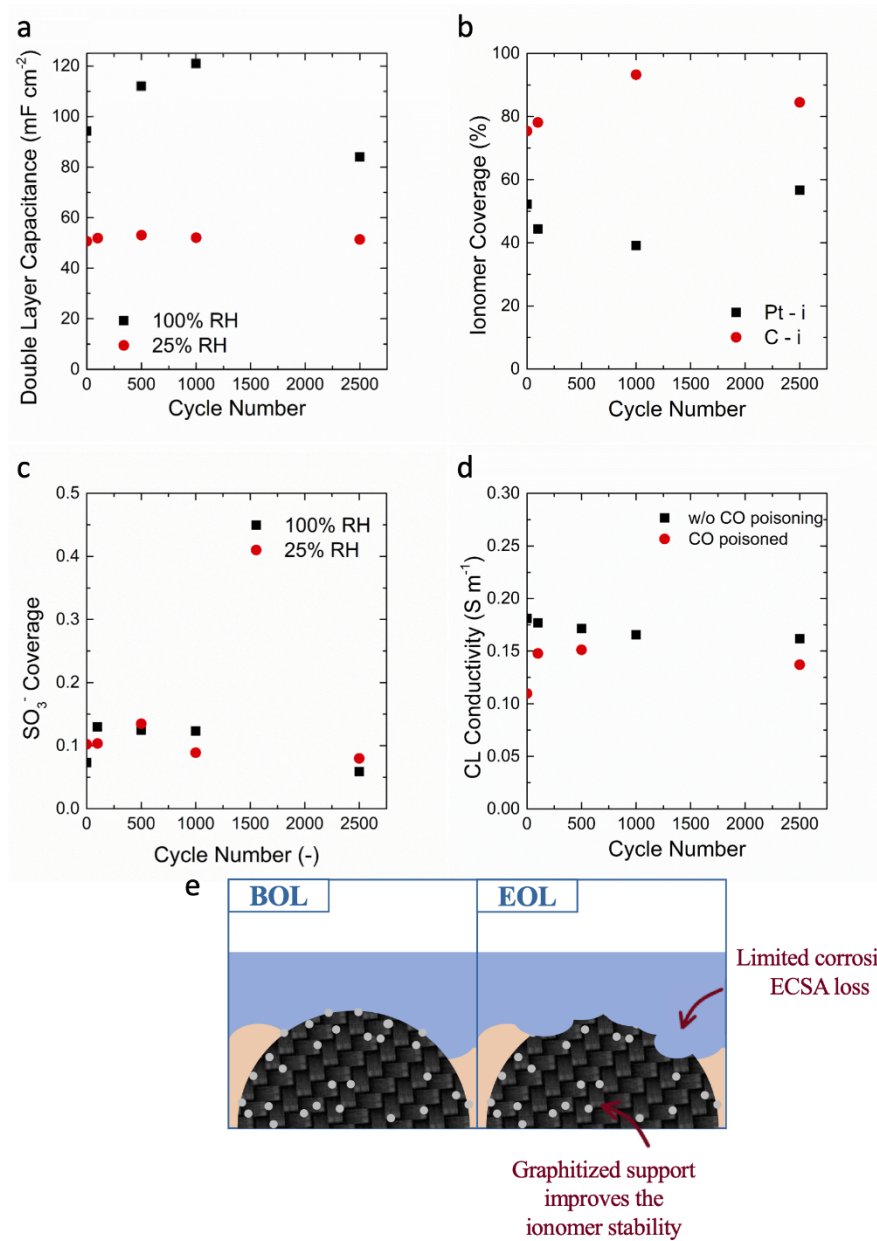 a
Double Layer Capacitance (mF cm⁻²)
120
100
80
60
40
20
0
100% RH
25% RH
0 500 1000 1500 2000 2500
Cycle Number
b
Ionomer Coverage (%)
100
80
60
40
20
0
Pt - i
C - i
0 500 1000 1500 2000 2500
Cycle Number
c
SO₃⁻ Coverage
0.5
0.4
0.3
0.2
0.1
0.0
100% RH
25% RH
0 500 1000 1500 2000 2500
Cycle Number (-)
d
CL Conductivity (S m⁻¹)
0.30
0.25
0.20
0.15
0.10
0.05
0.00
w/o CO poisoning
CO poisoned
0 500 1000 1500 2000 2500
Cycle Number
e
BOL
EOL
Limited corrosi
ECSA loss
Graphitized support
improves the
ionomer stability